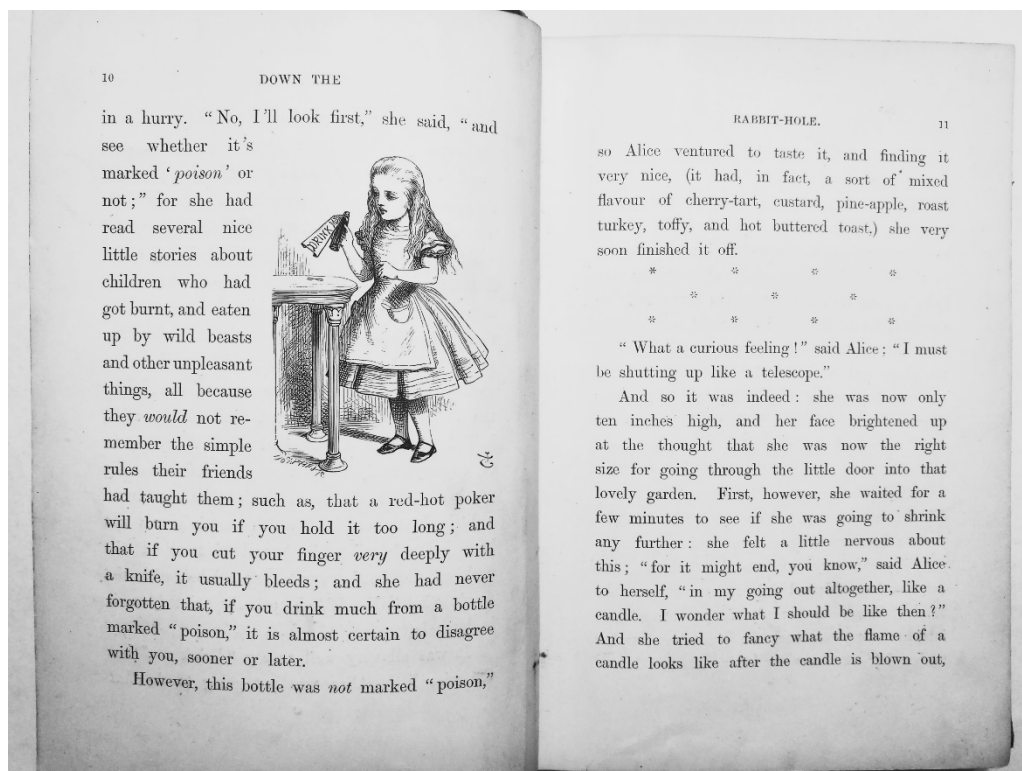 10
DOWN THE
in a hurry. “No, I’ll look first,” she said, “and
see whether it’s
marked ‘poison’ or
not;” for she had
read several nice
little stories about
children who had
got burnt, and eaten
up by wild beasts
and other unpleasant
things, all because
they would not re-
member the simple
rules their friends
had taught them; such as, that a red-hot poker
will burn you if you hold it too long; and
that if you cut your finger very deeply with
a knife, it usually bleeds; and she had never
forgotten that, if you drink much from a bottle
marked “poison,” it is almost certain to disagree
with you, sooner or later.
However, this bottle was not marked “poison,”
DRINK
RABBIT-HOLE.
11
so Alice ventured to taste it, and finding it
very nice, (it had, in fact, a sort of mixed
flavour of cherry-tart, custard, pine-apple, roast
turkey, toffy, and hot buttered toast,) she very
soon finished it off.
* * * *
* * *
* * * *
“What a curious feeling!” said Alice; “I must
be shutting up like a telescope.”
And so it was indeed: she was now only
ten inches high, and her face brightened up
at the thought that she was now the right
size for going through the little door into that
lovely garden. First, however, she waited for a
few minutes to see if she was going to shrink
any further: she felt a little nervous about
this; “for it might end, you know,” said Alice
to herself, “in my going out altogether, like a
candle. I wonder what I should be like then?”
And she tried to fancy what the flame of a
candle looks like after the candle is blown out,